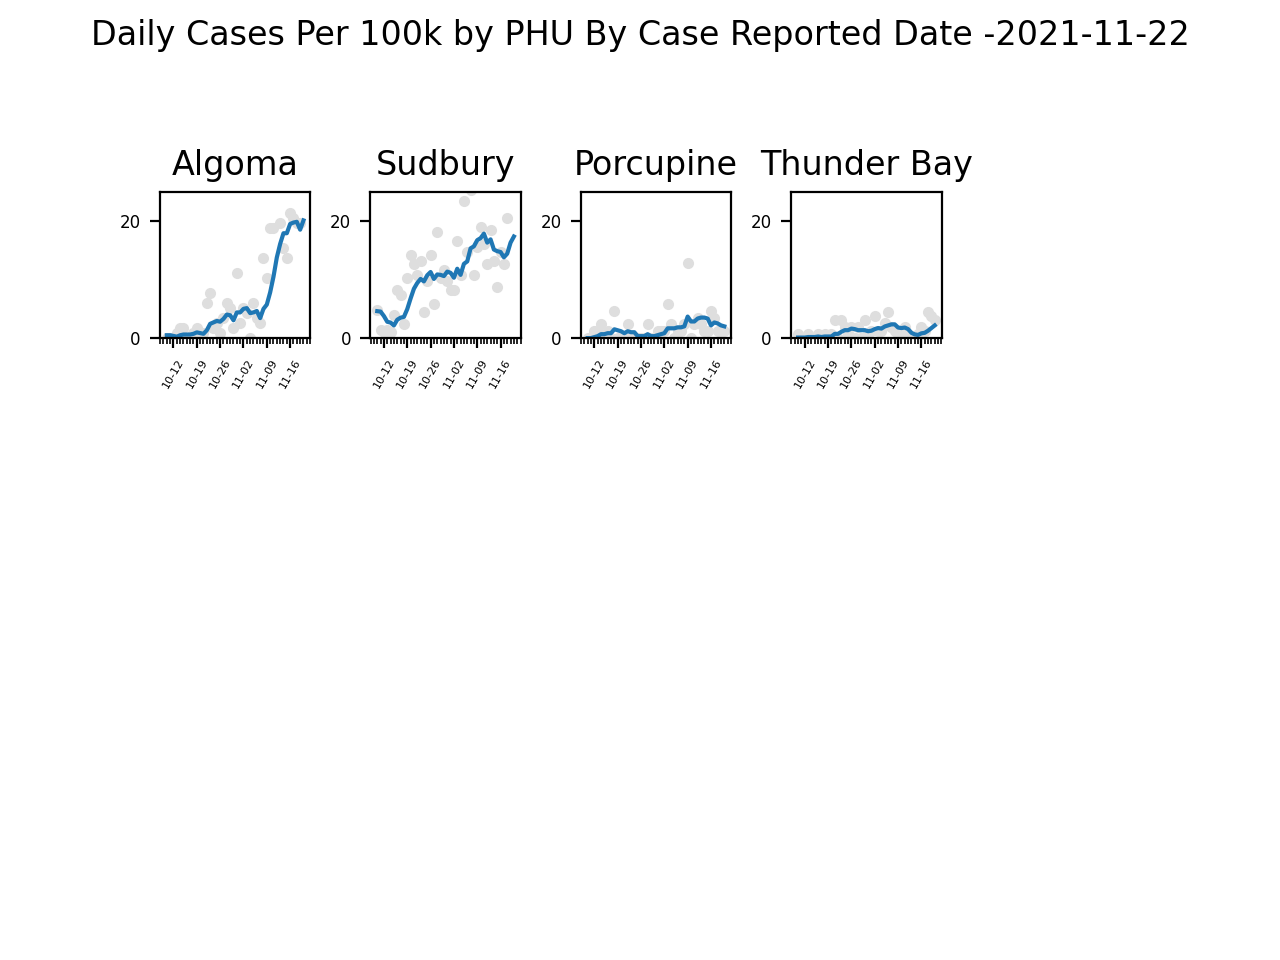 Daily Cases Per 100k by PHU By Case Reported Date -2021-11-22
Algoma Sudbury Porcupine Thunder Bay
20 20 20 20
0 0 0 0
10-12 10-19 10-26 11-02 11-09 11-16 10-12 10-19 10-26 11-02 11-09 11-16 10-12 10-19 10-26 11-02 11-09 11-16 10-12 10-19 10-26 11-02 11-09 11-16